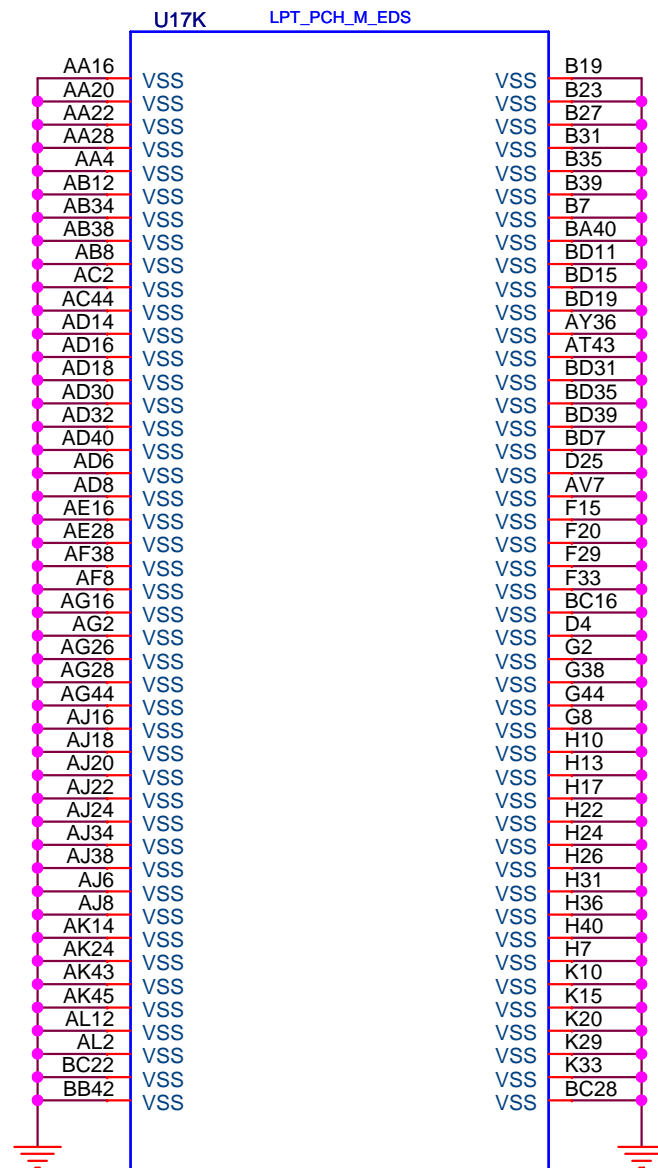 U17K LPT_PCH_M_EDS
AA16 VSS VSS B19
AA20 VSS VSS B23
AA22 VSS VSS B27
AA28 VSS VSS B31
AA4 VSS VSS B35
AB12 VSS VSS B39
AB34 VSS VSS B7
AB38 VSS VSS BA40
AB8 VSS VSS BD11
AC2 VSS VSS BD15
AC44 VSS VSS BD19
AD14 VSS VSS AY36
AD16 VSS VSS AT43
AD18 VSS VSS BD31
AD30 VSS VSS BD35
AD32 VSS VSS BD39
AD40 VSS VSS BD7
AD6 VSS VSS D25
AD8 VSS VSS AV7
AE16 VSS VSS F15
AE28 VSS VSS F20
AF38 VSS VSS F29
AF8 VSS VSS F33
AG16 VSS VSS BC16
AG2 VSS VSS D4
AG26 VSS VSS G2
AG28 VSS VSS G38
AG44 VSS VSS G44
AJ16 VSS VSS G8
AJ18 VSS VSS H10
AJ20 VSS VSS H13
AJ22 VSS VSS H17
AJ24 VSS VSS H22
AJ34 VSS VSS H24
AJ38 VSS VSS H26
AJ6 VSS VSS H31
AJ8 VSS VSS H36
AK14 VSS VSS H40
AK24 VSS VSS H7
AK43 VSS VSS K10
AK45 VSS VSS K15
AL12 VSS VSS K20
AL2 VSS VSS K29
BC22 VSS VSS K33
BB42 VSS VSS BC28